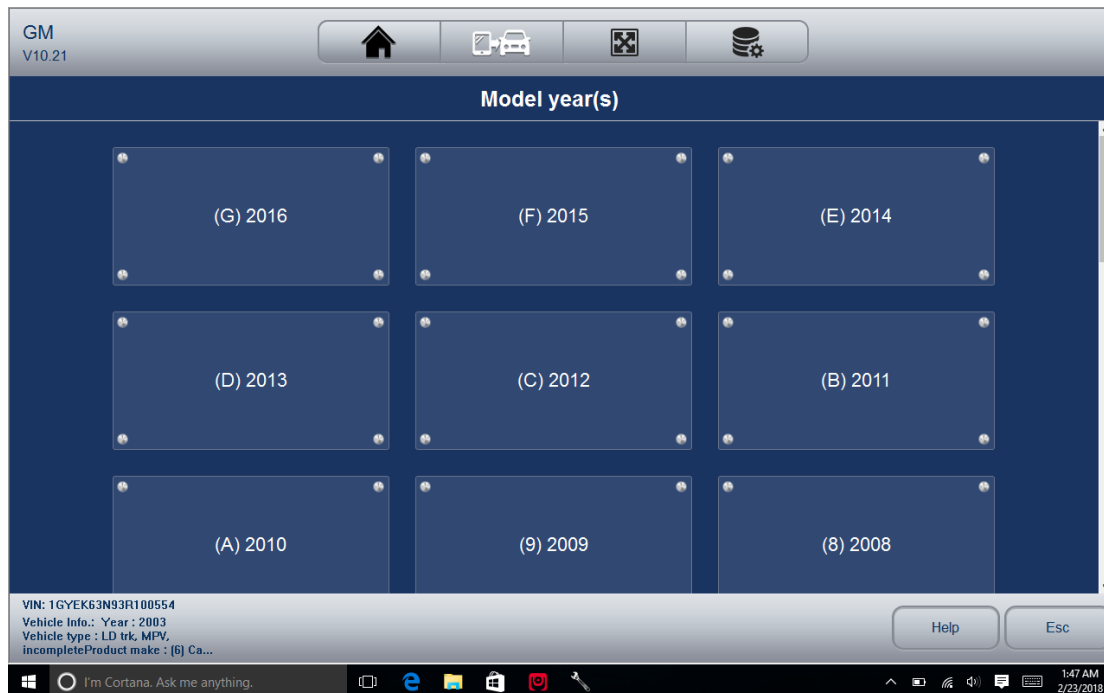 GM
V10.21
Model year(s)
(G) 2016
(F) 2015
(E) 2014
(D) 2013
(C) 2012
(B) 2011
(A) 2010
(9) 2009
(8) 2008
VIN: 1GYEK63N93R100554
Vehicle Info.: Year : 2003
Vehicle type : LD trk, MPV,
incompleteProduct make : (6) Ca...
Help
Esc
I'm Cortana. Ask me anything.
1:47 AM
2/23/2018